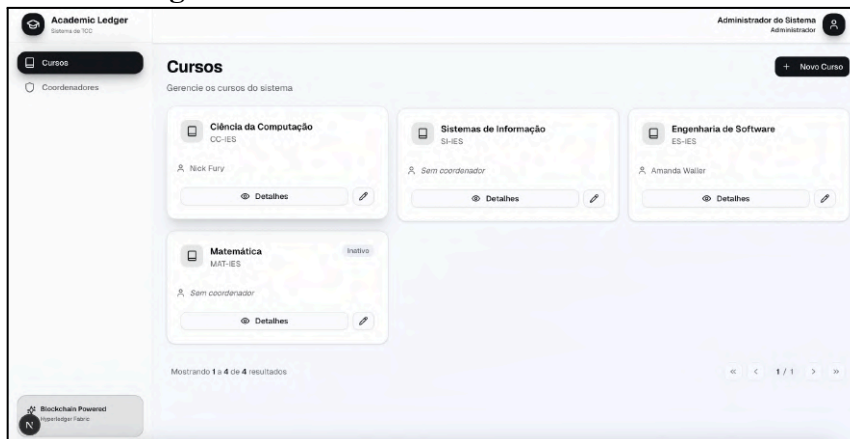 Academic Ledger
Sistema de TCC
Administrador do Sistema
Administrador
Cursos
Coordenadores
Cursos
Gerencie os cursos do sistema
+ Novo Curso
Ciência da Computação
CC-IES
Nick Fury
Detalhes
Sistemas de Informação
SI-IES
Sem coordenador
Detalhes
Engenharia de Software
ES-IES
Amanda Waller
Detalhes
Matemática
Inativo
MAT-IES
Sem coordenador
Detalhes
Mostrando 1 a 4 de 4 resultados
« < 1 / 1 > »
Blockchain Powered
Hyperledger Fabric
N